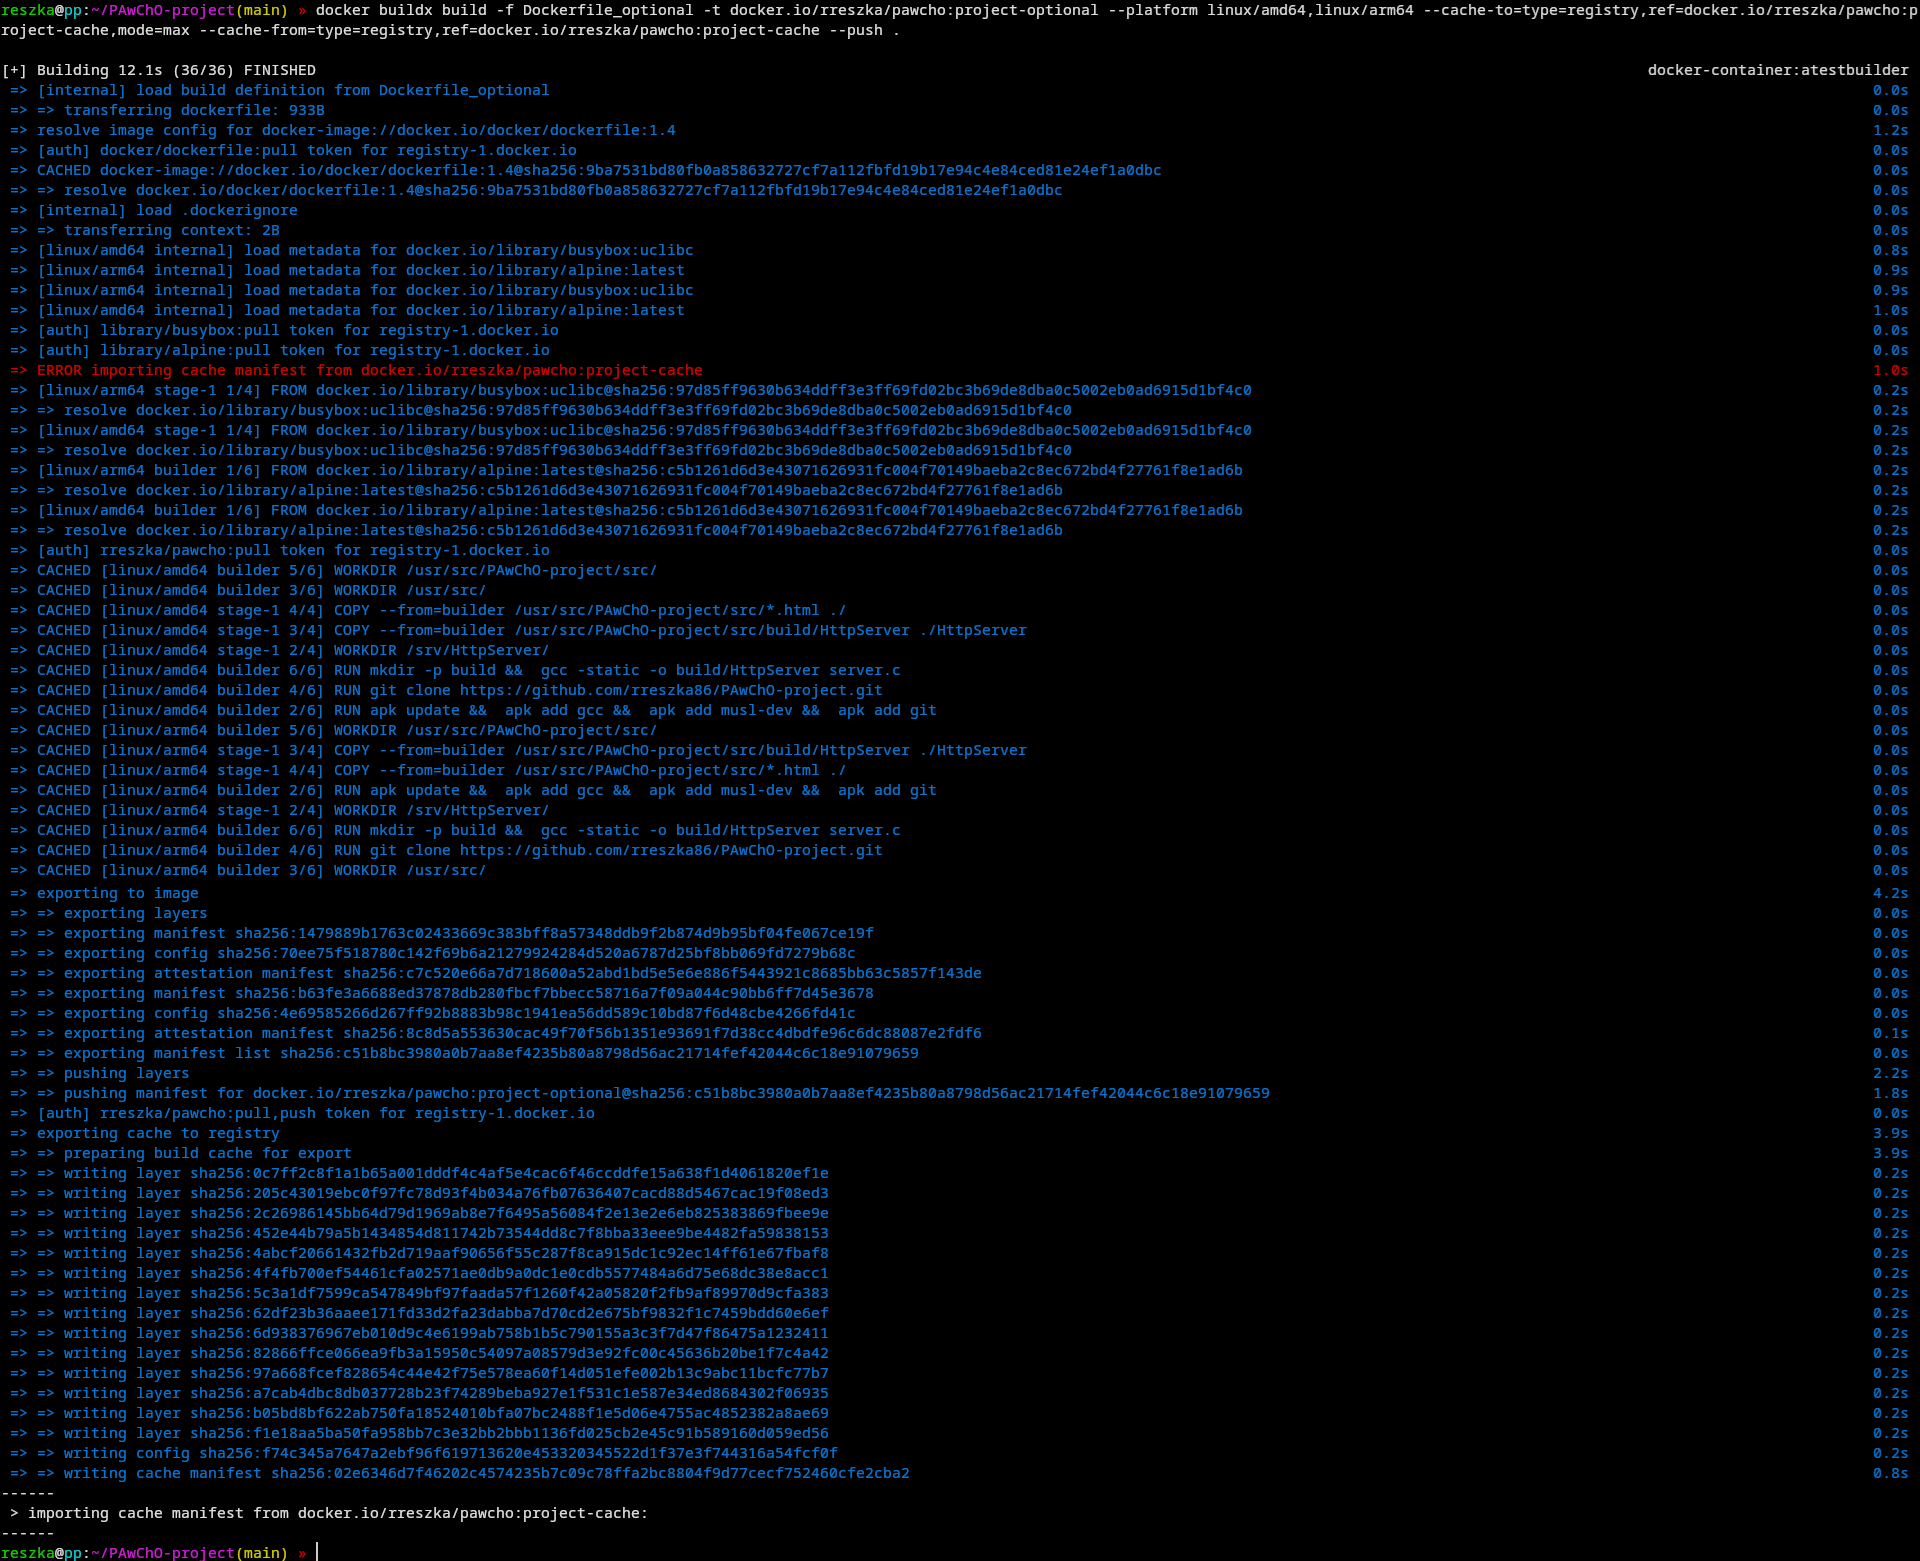 reszka@pp:~/PAwChO-project(main) » docker buildx build -f Dockerfile_optional -t docker.io/rreszka/pawcho:project-optional --platform linux/amd64,linux/arm64 --cache-to=type=registry,ref=docker.io/rreszka/pawcho:p
roject-cache,mode=max --cache-from=type=registry,ref=docker.io/rreszka/pawcho:project-cache --push .
[+] Building 12.1s (36/36) FINISHED docker-container:atestbuilder
=> [internal] load build definition from Dockerfile_optional 0.0s
=> => transferring dockerfile: 933B 0.0s
=> resolve image config for docker-image://docker.io/docker/dockerfile:1.4 1.2s
=> [auth] docker/dockerfile:pull token for registry-1.docker.io 0.0s
=> CACHED docker-image://docker.io/docker/dockerfile:1.4@sha256:9ba7531bd80fb0a858632727cf7a112fbfd19b17e94c4e84ced81e24ef1a0dbc 0.0s
=> => resolve docker.io/docker/dockerfile:1.4@sha256:9ba7531bd80fb0a858632727cf7a112fbfd19b17e94c4e84ced81e24ef1a0dbc 0.0s
=> [internal] load .dockerignore 0.0s
=> => transferring context: 2B 0.0s
=> [linux/amd64 internal] load metadata for docker.io/library/busybox:uclibc 0.8s
=> [linux/arm64 internal] load metadata for docker.io/library/alpine:latest 0.9s
=> [linux/arm64 internal] load metadata for docker.io/library/busybox:uclibc 0.9s
=> [linux/amd64 internal] load metadata for docker.io/library/alpine:latest 1.0s
=> [auth] library/busybox:pull token for registry-1.docker.io 0.0s
=> [auth] library/alpine:pull token for registry-1.docker.io 0.0s
=> ERROR importing cache manifest from docker.io/rreszka/pawcho:project-cache 1.0s
=> [linux/arm64 stage-1 1/4] FROM docker.io/library/busybox:uclibc@sha256:97d85ff9630b634ddff3e3ff69fd02bc3b69de8dba0c5002eb0ad6915d1bf4c0 0.2s
=> => resolve docker.io/library/busybox:uclibc@sha256:97d85ff9630b634ddff3e3ff69fd02bc3b69de8dba0c5002eb0ad6915d1bf4c0 0.2s
=> [linux/amd64 stage-1 1/4] FROM docker.io/library/busybox:uclibc@sha256:97d85ff9630b634ddff3e3ff69fd02bc3b69de8dba0c5002eb0ad6915d1bf4c0 0.2s
=> => resolve docker.io/library/busybox:uclibc@sha256:97d85ff9630b634ddff3e3ff69fd02bc3b69de8dba0c5002eb0ad6915d1bf4c0 0.2s
=> [linux/arm64 builder 1/6] FROM docker.io/library/alpine:latest@sha256:c5b1261d6d3e43071626931fc004f70149baeba2c8ec672bd4f27761f8e1ad6b 0.2s
=> => resolve docker.io/library/alpine:latest@sha256:c5b1261d6d3e43071626931fc004f70149baeba2c8ec672bd4f27761f8e1ad6b 0.2s
=> [linux/amd64 builder 1/6] FROM docker.io/library/alpine:latest@sha256:c5b1261d6d3e43071626931fc004f70149baeba2c8ec672bd4f27761f8e1ad6b 0.2s
=> => resolve docker.io/library/alpine:latest@sha256:c5b1261d6d3e43071626931fc004f70149baeba2c8ec672bd4f27761f8e1ad6b 0.2s
=> [auth] rreszka/pawcho:pull token for registry-1.docker.io 0.0s
=> CACHED [linux/amd64 builder 5/6] WORKDIR /usr/src/PAwChO-project/src/ 0.0s
=> CACHED [linux/amd64 builder 3/6] WORKDIR /usr/src/ 0.0s
=> CACHED [linux/amd64 stage-1 4/4] COPY --from=builder /usr/src/PAwChO-project/src/*.html ./ 0.0s
=> CACHED [linux/amd64 stage-1 3/4] COPY --from=builder /usr/src/PAwChO-project/src/build/HttpServer ./HttpServer 0.0s
=> CACHED [linux/amd64 stage-1 2/4] WORKDIR /srv/HttpServer/ 0.0s
=> CACHED [linux/amd64 builder 6/6] RUN mkdir -p build &&  gcc -static -o build/HttpServer server.c 0.0s
=> CACHED [linux/amd64 builder 4/6] RUN git clone https://github.com/rreszka86/PAwChO-project.git 0.0s
=> CACHED [linux/amd64 builder 2/6] RUN apk update &&  apk add gcc &&  apk add musl-dev &&  apk add git 0.0s
=> CACHED [linux/arm64 builder 5/6] WORKDIR /usr/src/PAwChO-project/src/ 0.0s
=> CACHED [linux/arm64 stage-1 3/4] COPY --from=builder /usr/src/PAwChO-project/src/build/HttpServer ./HttpServer 0.0s
=> CACHED [linux/arm64 stage-1 4/4] COPY --from=builder /usr/src/PAwChO-project/src/*.html ./ 0.0s
=> CACHED [linux/arm64 builder 2/6] RUN apk update &&  apk add gcc &&  apk add musl-dev &&  apk add git 0.0s
=> CACHED [linux/arm64 stage-1 2/4] WORKDIR /srv/HttpServer/ 0.0s
=> CACHED [linux/arm64 builder 6/6] RUN mkdir -p build &&  gcc -static -o build/HttpServer server.c 0.0s
=> CACHED [linux/arm64 builder 4/6] RUN git clone https://github.com/rreszka86/PAwChO-project.git 0.0s
=> CACHED [linux/arm64 builder 3/6] WORKDIR /usr/src/ 0.0s
=> exporting to image 4.2s
=> => exporting layers 0.0s
=> => exporting manifest sha256:1479889b1763c02433669c383bff8a57348ddb9f2b874d9b95bf04fe067ce19f 0.0s
=> => exporting config sha256:70ee75f518780c142f69b6a21279924284d520a6787d25bf8bb069fd7279b68c 0.0s
=> => exporting attestation manifest sha256:c7c520e66a7d718600a52abd1bd5e5e6e886f5443921c8685bb63c5857f143de 0.0s
=> => exporting manifest sha256:b63fe3a6688ed37878db280fbcf7bbecc58716a7f09a044c90bb6ff7d45e3678 0.0s
=> => exporting config sha256:4e69585266d267ff92b8883b98c1941ea56dd589c10bd87f6d48cbe4266fd41c 0.0s
=> => exporting attestation manifest sha256:8c8d5a553630cac49f70f56b1351e93691f7d38cc4dbdfe96c6dc88087e2fdf6 0.1s
=> => exporting manifest list sha256:c51b8bc3980a0b7aa8ef4235b80a8798d56ac21714fef42044c6c18e91079659 0.0s
=> => pushing layers 2.2s
=> => pushing manifest for docker.io/rreszka/pawcho:project-optional@sha256:c51b8bc3980a0b7aa8ef4235b80a8798d56ac21714fef42044c6c18e91079659 1.8s
=> [auth] rreszka/pawcho:pull,push token for registry-1.docker.io 0.0s
=> exporting cache to registry 3.9s
=> => preparing build cache for export 3.9s
=> => writing layer sha256:0c7ff2c8f1a1b65a001dddf4c4af5e4cac6f46ccddfe15a638f1d4061820ef1e 0.2s
=> => writing layer sha256:205c43019ebc0f97fc78d93f4b034a76fb07636407cacd88d5467cac19f08ed3 0.2s
=> => writing layer sha256:2c26986145bb64d79d1969ab8e7f6495a56084f2e13e2e6eb825383869fbee9e 0.2s
=> => writing layer sha256:452e44b79a5b1434854d811742b73544dd8c7f8bba33eee9be4482fa59838153 0.2s
=> => writing layer sha256:4abcf20661432fb2d719aaf90656f55c287f8ca915dc1c92ec14ff61e67fbaf8 0.2s
=> => writing layer sha256:4f4fb700ef54461cfa02571ae0db9a0dc1e0cdb5577484a6d75e68dc38e8acc1 0.2s
=> => writing layer sha256:5c3a1df7599ca547849bf97faada57f1260f42a05820f2fb9af89970d9cfa383 0.2s
=> => writing layer sha256:62df23b36aaee171fd33d2fa23dabba7d70cd2e675bf9832f1c7459bdd60e6ef 0.2s
=> => writing layer sha256:6d938376967eb010d9c4e6199ab758b1b5c790155a3c3f7d47f86475a1232411 0.2s
=> => writing layer sha256:82866ffce066ea9fb3a15950c54097a08579d3e92fc00c45636b20be1f7c4a42 0.2s
=> => writing layer sha256:97a668fcef828654c44e42f75e578ea60f14d051efe002b13c9abc11bcfc77b7 0.2s
=> => writing layer sha256:a7cab4dbc8db037728b23f74289beba927e1f531c1e587e34ed8684302f06935 0.2s
=> => writing layer sha256:b05bd8bf622ab750fa18524010bfa07bc2488f1e5d06e4755ac4852382a8ae69 0.2s
=> => writing layer sha256:f1e18aa5ba50fa958bb7c3e32bb2bbb1136fd025cb2e45c91b589160d059ed56 0.2s
=> => writing config sha256:f74c345a7647a2ebf96f619713620e453320345522d1f37e3f744316a54fcf0f 0.2s
=> => writing cache manifest sha256:02e6346d7f46202c4574235b7c09c78ffa2bc8804f9d77cecf752460cfe2cba2 0.8s
------
> importing cache manifest from docker.io/rreszka/pawcho:project-cache:
------
reszka@pp:~/PAwChO-project(main) »